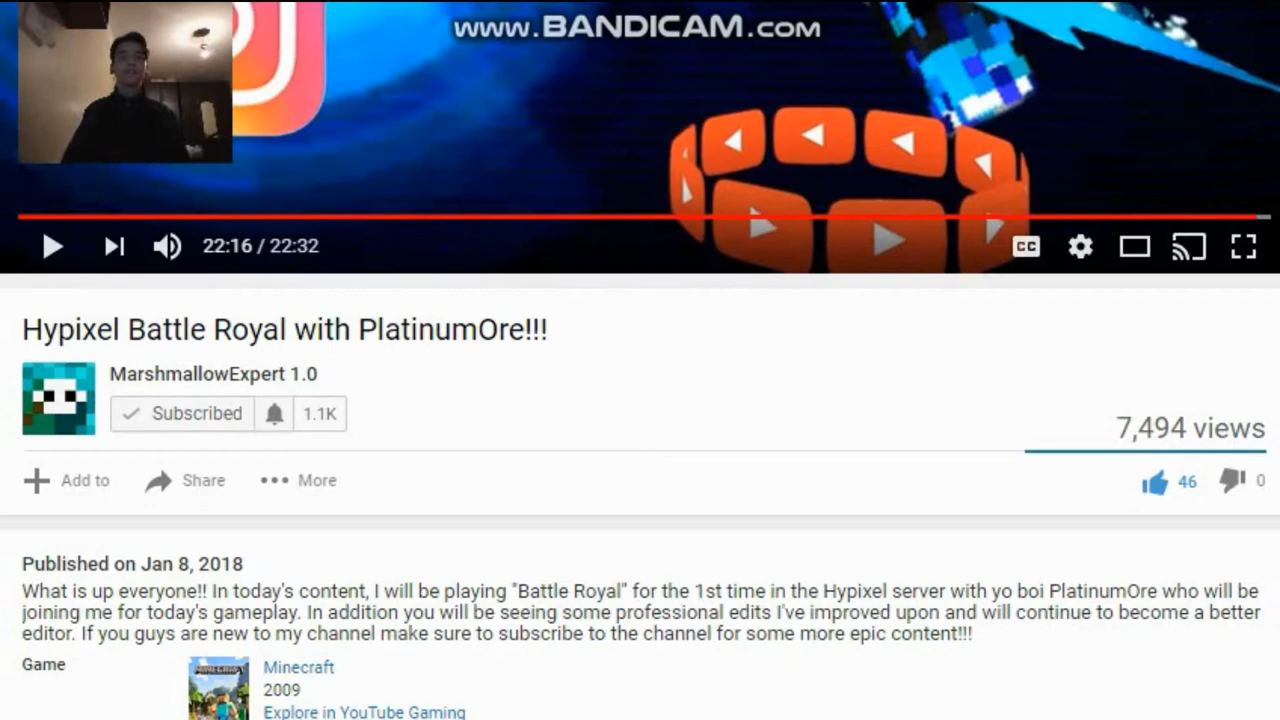 www.BANDICAM.com
22:16 / 22:32
CC
Hypixel Battle Royal with PlatinumOre!!!
MarshmallowExpert 1.0
Subscribed 1.1K
7,494 views
Add to Share More 46 0
Published on Jan 8, 2018
What is up everyone!! In today's content, I will be playing "Battle Royal" for the 1st time in the Hypixel server with yo boi PlatinumOre who will be
joining me for today's gameplay. In addition you will be seeing some professional edits I've improved upon and will continue to become a better
editor. If you guys are new to my channel make sure to subscribe to the channel for some more epic content!!!
Game
MINECRAFT
Minecraft
2009
Explore in YouTube Gaming